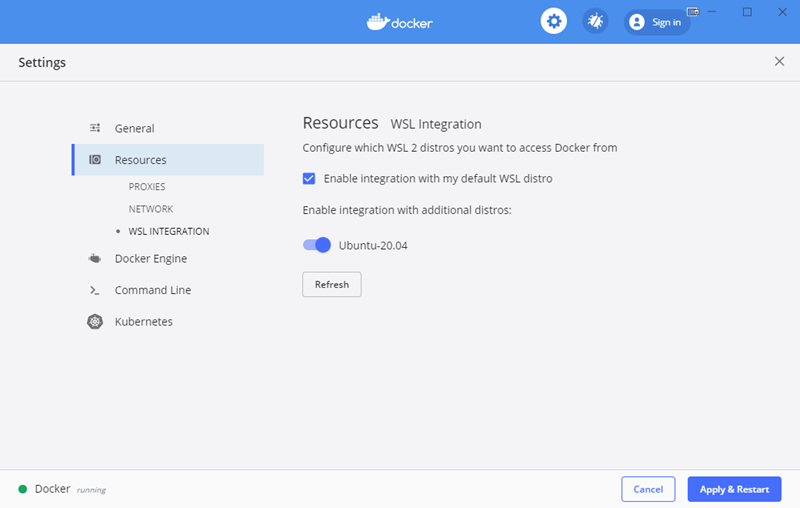 docker
Sign in
Settings
General
Resources
PROXIES
NETWORK
WSL INTEGRATION
Docker Engine
Command Line
Kubernetes
Resources WSL Integration
Configure which WSL 2 distros you want to access Docker from
Enable integration with my default WSL distro
Enable integration with additional distros:
Ubuntu-20.04
Refresh
Docker running
Cancel
Apply & Restart